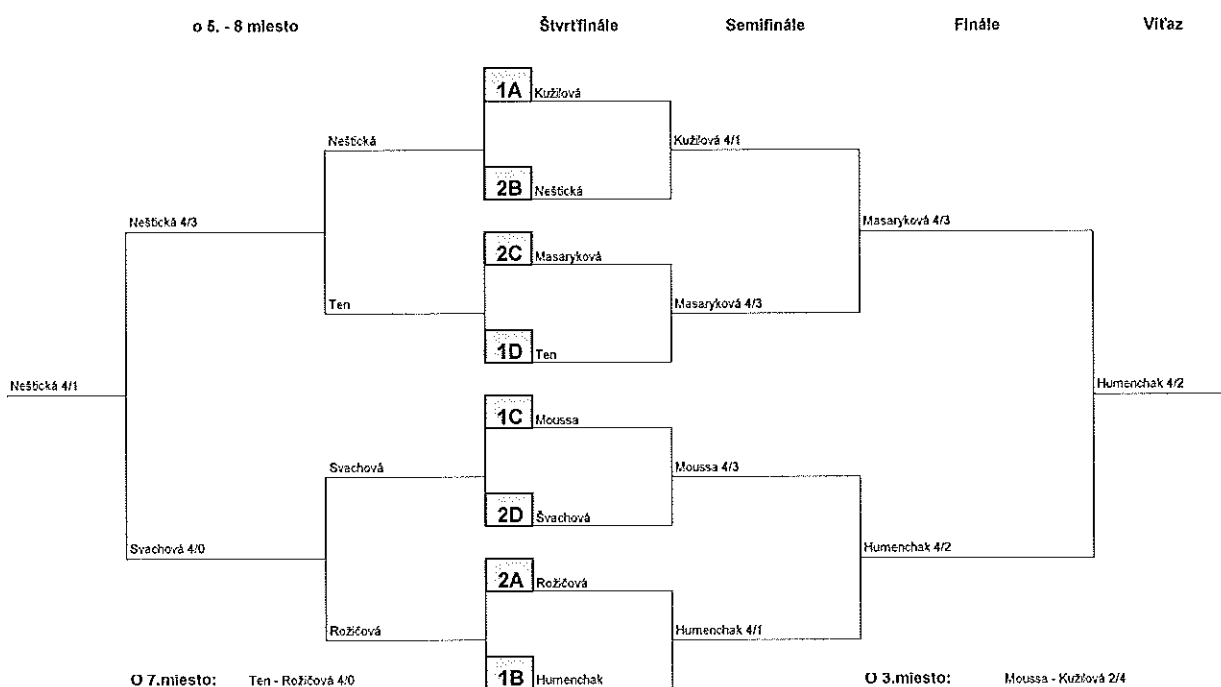 o 5. - 8 miesto Štvrťfinále Semifinále Finále Víťaz
1A Kužiľová
Neštická Kužiľová 4/1
2B Neštická
Neštická 4/3 Masaryková 4/3
2C Masaryková
Ten Masaryková 4/3
1D Ten
Neštická 4/1 Humenchak 4/2
1C Moussa
Svachová Moussa 4/3
2D Švachová
Svachová 4/0 Humenchak 4/2
2A Rožičová
Rožičová Humenchak 4/1
1B Humenchak
O 7.miesto: Ten - Rožičová 4/0 O 3.miesto: Moussa - Kužiľová 2/4